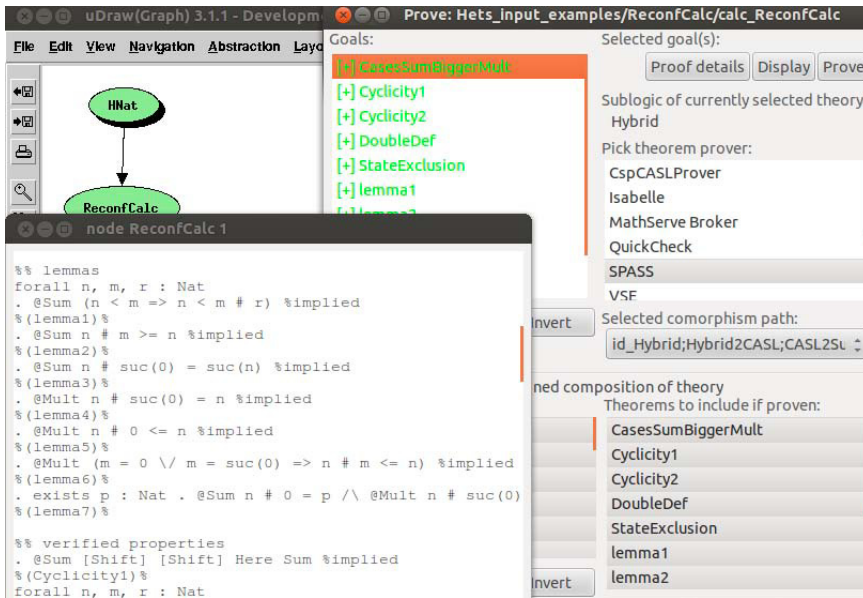 uDraw(Graph) 3.1.1 - Developm
File Edit View Navigation Abstraction Layo
HNat
ReconfCalc
Prove: Hets_input_examples/ReconfCalc/calc_ReconfCalc
Goals:
[+] CasesSumBiggerMult
[+] Cyclicity1
[+] Cyclicity2
[+] DoubleDef
[+] StateExclusion
[+] lemma1
Selected goal(s):
Proof details Display Prove
Sublogic of currently selected theory
Hybrid
Pick theorem prover:
CspCASLProver
Isabelle
MathServe Broker
QuickCheck
SPASS
VSE
Selected comorphism path:
id_Hybrid;Hybrid2CASL;CASL2Su
nvert
ned composition of theory
Theorems to include if proven:
CasesSumBiggerMult
Cyclicity1
Cyclicity2
DoubleDef
StateExclusion
lemma1
lemma2
nvert
node ReconfCalc 1
%% lemmas
forall n, m, r : Nat
. @Sum (n < m => n < m # r) %implied
%(lemma1)%
. @Sum n # m >= n %implied
%(lemma2)%
. @Sum n # suc(0) = suc(n) %implied
%(lemma3)%
. @Mult n # suc(0) = n %implied
%(lemma4)%
. @Mult n # 0 <= n %implied
%(lemma5)%
. @Mult (m = 0 \/ m = suc(0) => n # m <= n) %implied
%(lemma6)%
. exists p : Nat . @Sum n # 0 = p /\ @Mult n # suc(0)
%(lemma7)%
%% verified properties
. @Sum [Shift] [Shift] Here Sum %implied
%(Cyclicity1)%
forall n, m, r : Nat